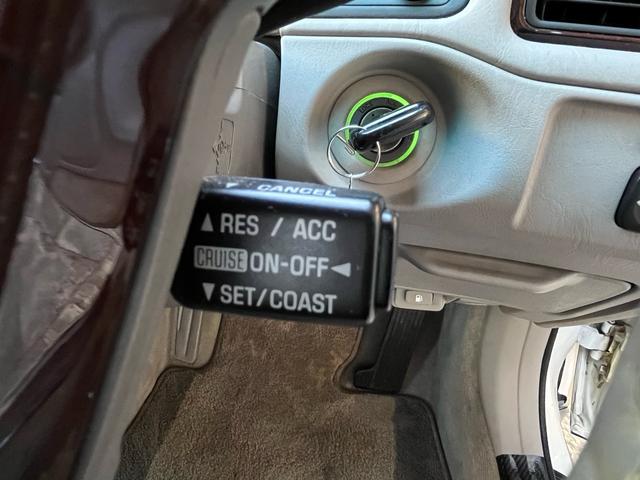 ▼ CANCEL
▲ RES / ACC
CRUISE ON-OFF ◄
▼ SET/COAST